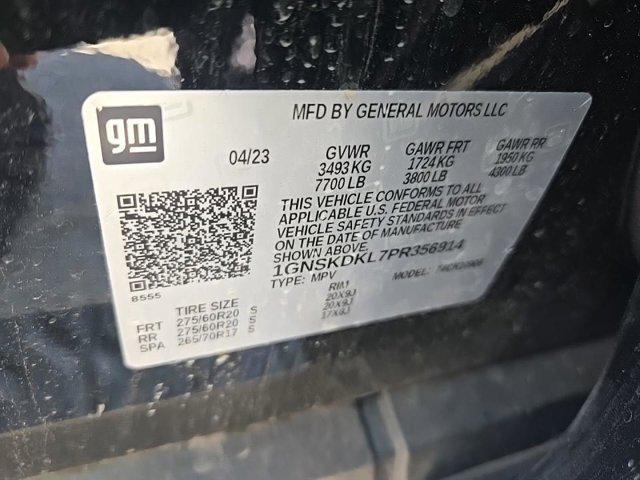 gm
MFD BY GENERAL MOTORS LLC
04/23 GVWR GAWR FRT GAWR RR
3493 KG 1724 KG 1950 KG
7700 LB 3800 LB 4300 LB
THIS VEHICLE CONFORMS TO ALL
APPLICABLE U.S. FEDERAL MOTOR
VEHICLE SAFETY STANDARDS IN EFFECT
ON THE DATE OF MANUFACTURE
SHOWN ABOVE.
1GNSKDKL7PR356914
TYPE: MPV MODEL:
8555
TIRE SIZE RIM
FRT 275/60R20 S 20X9J
RR 275/60R20 S 20X9J
SPA 265/70R17 S 17X8J